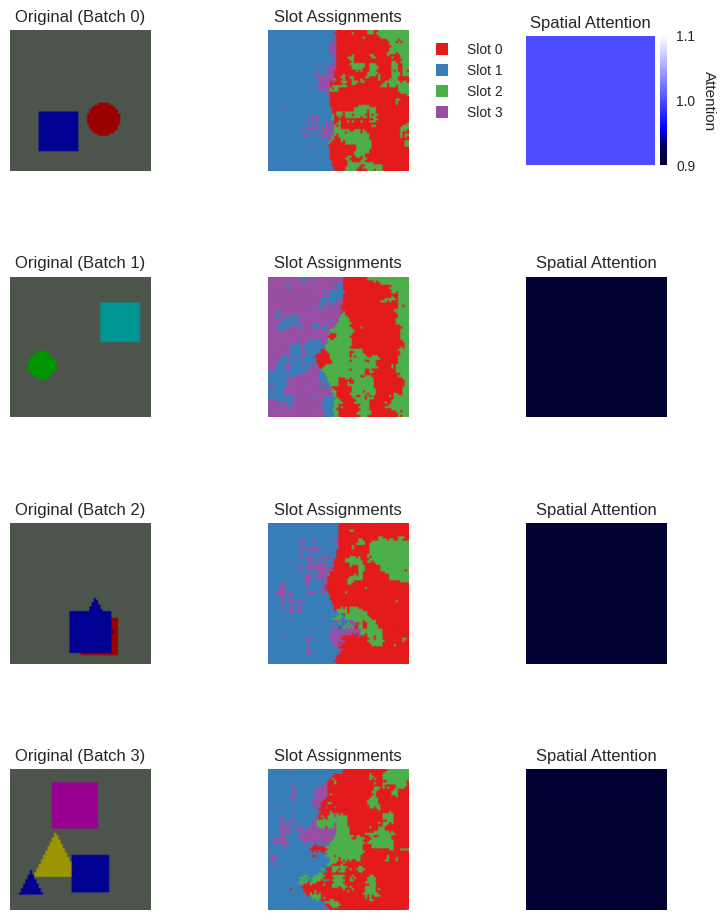 Original (Batch 0)
Slot Assignments
Spatial Attention
Slot 0
Slot 1
Slot 2
Slot 3
1.1
1.0
0.9
Attention
Original (Batch 1)
Slot Assignments
Spatial Attention
Original (Batch 2)
Slot Assignments
Spatial Attention
Original (Batch 3)
Slot Assignments
Spatial Attention